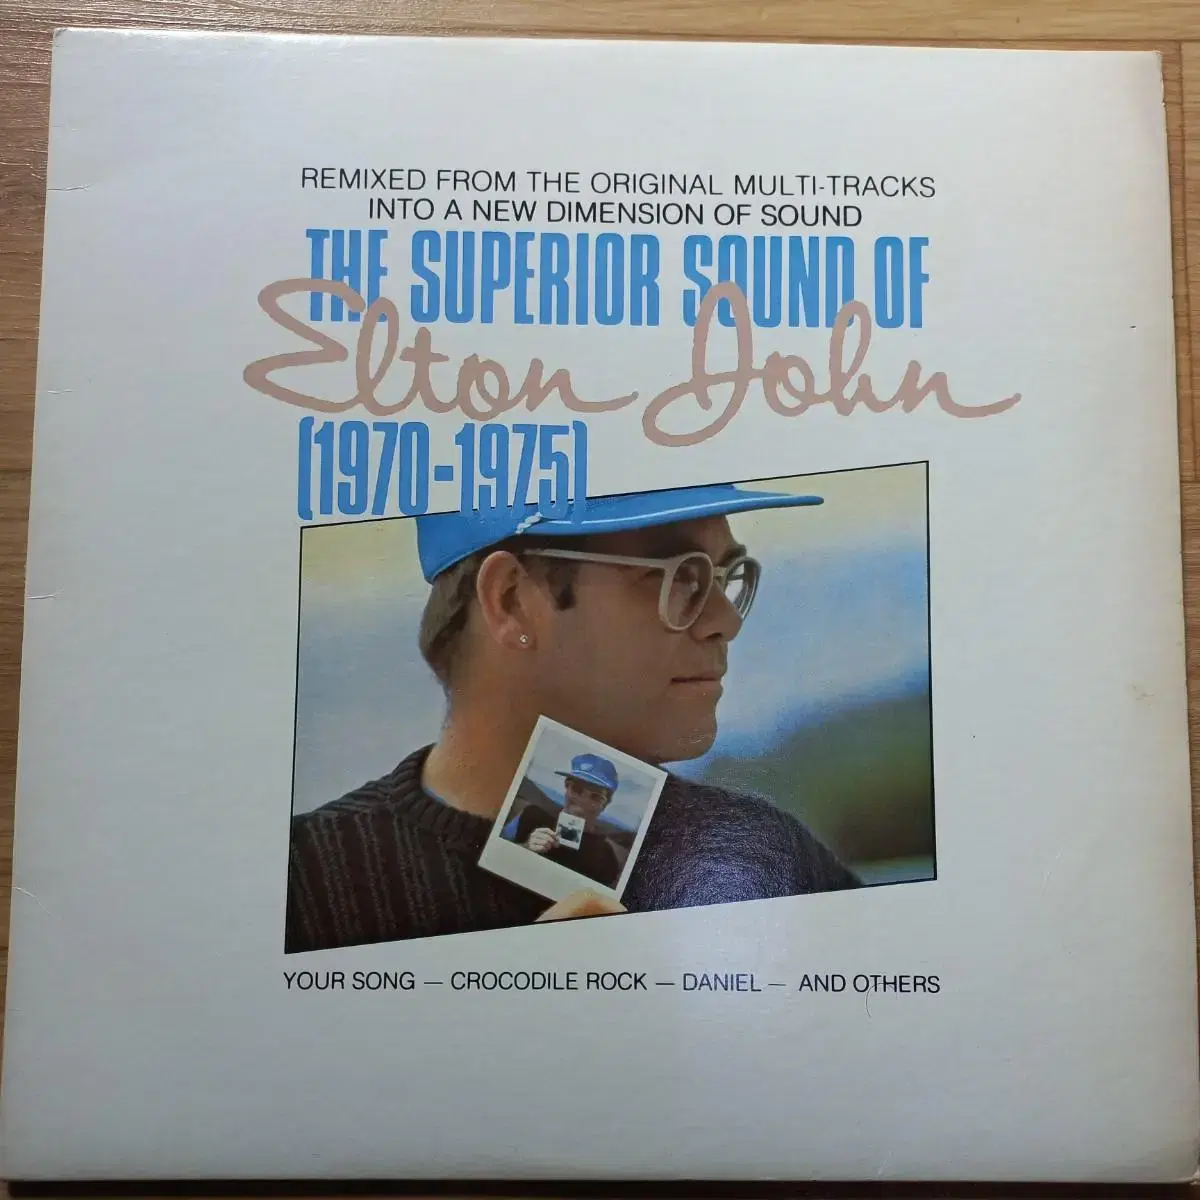 REMIXED FROM THE ORIGINAL MULTI-TRACKS
INTO A NEW DIMENSION OF SOUND
THE SUPERIOR SOUND OF
Elton John
(1970-1975)
YOUR SONG — CROCODILE ROCK — DANIEL — AND OTHERS